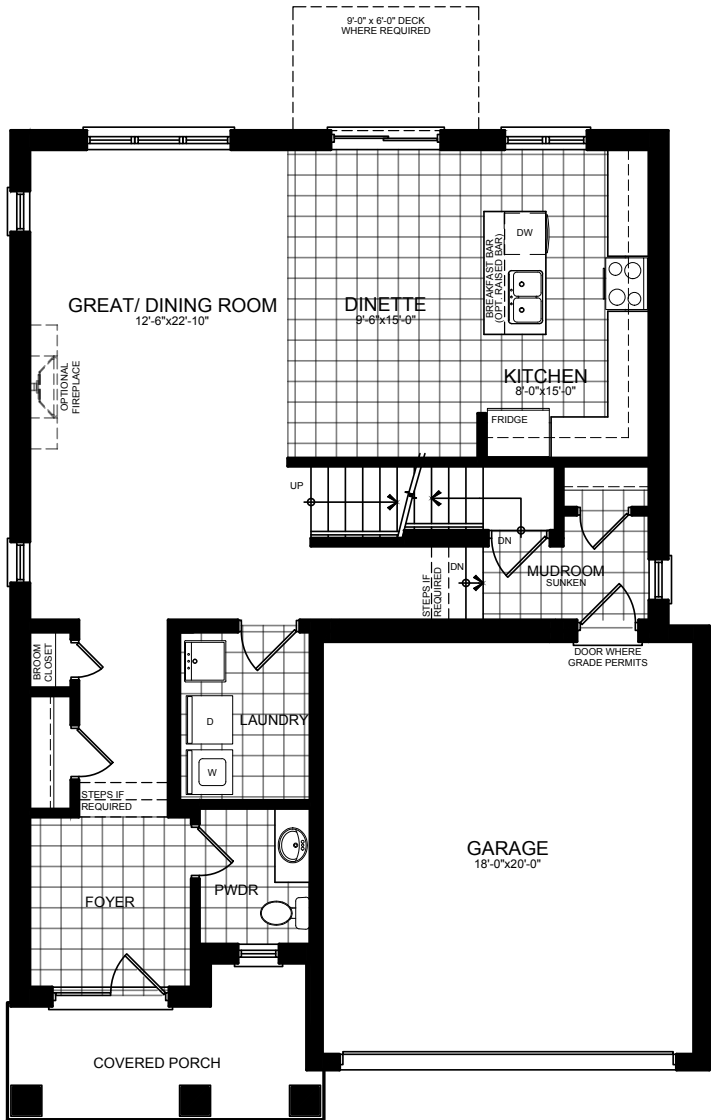 9'-0" x 6'-0" DECK
WHERE REQUIRED
GREAT/ DINING ROOM
12'-6"x22'-10"
DINETTE
9'-6"x15'-0"
BREAKFAST BAR
(OPT. RAISED BAR)
DW
KITCHEN
8'-0"x15'-0"
FRIDGE
OPTIONAL
FIREPLACE
UP
DN
DN
STEPS IF
REQUIRED
MUDROOM
SUNKEN
DOOR WHERE
GRADE PERMITS
BROOM
CLOSET
LAUNDRY
D
W
STEPS IF
REQUIRED
FOYER
PWDR
GARAGE
18'-0"x20'-0"
COVERED PORCH